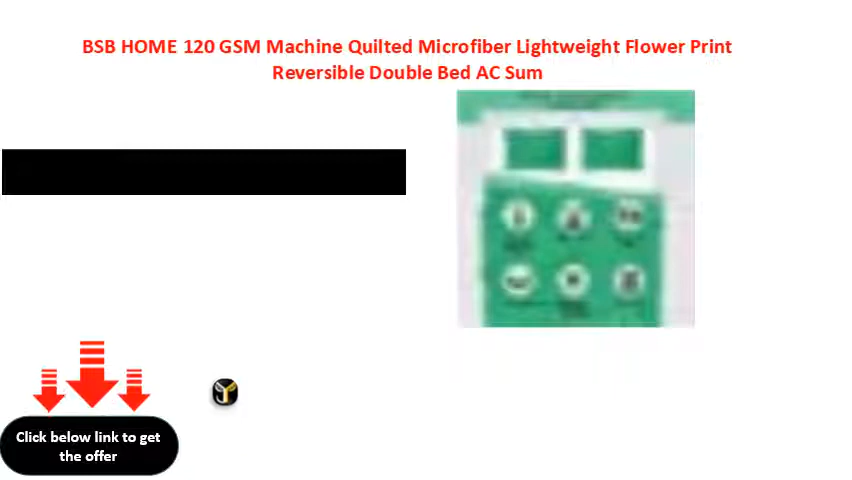 BSB HOME 120 GSM Machine Quilted Microfiber Lightweight Flower Print
Reversible Double Bed AC Sum
Click below link to get
the offer